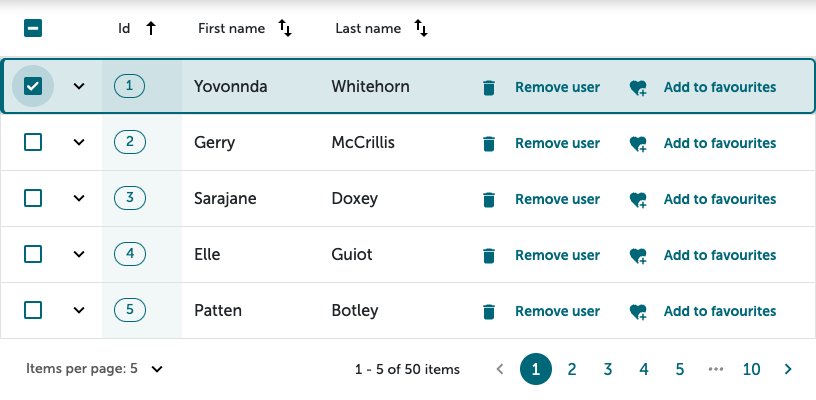 Id First name Last name
1 Yovonnda Whitehorn Remove user Add to favourites
2 Gerry McCrillis Remove user Add to favourites
3 Sarajane Doxey Remove user Add to favourites
4 Elle Guiot Remove user Add to favourites
5 Patten Botley Remove user Add to favourites
Items per page: 5 1 - 5 of 50 items 1 2 3 4 5 ··· 10